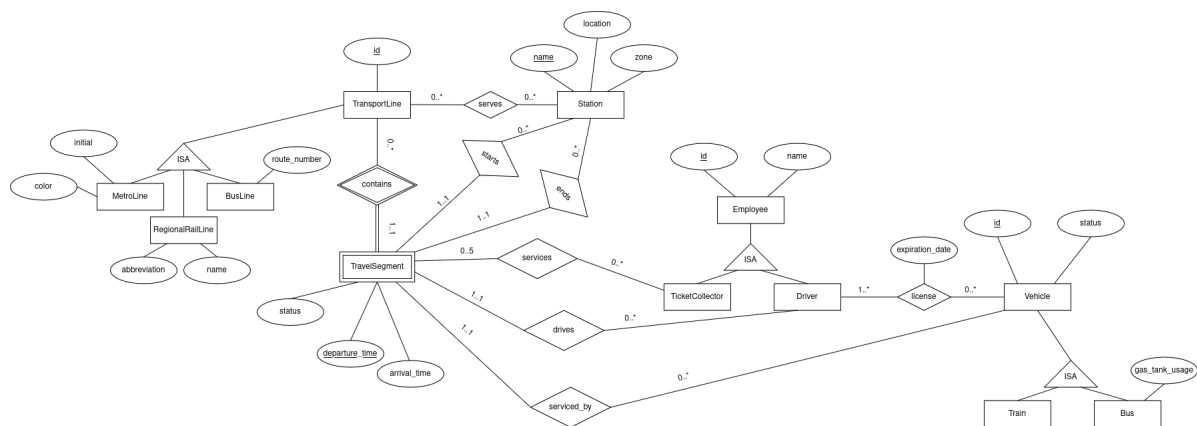 location
id
name
zone
TransportLine
0..*
serves
0..*
Station
0..*
0..*
0..*
initial
ISA
route_number
starts
id
name
color
contains
ends
MetroLine
BusLine
1..1
Employee
RegionalRailLine
1..1
1..1
id
status
0..5
services
0..*
expiration_date
abbreviation
name
TravelSegment
ISA
TicketCollector
Driver
1..*
license
0..*
Vehicle
status
1..1
drives
0..*
1..1
departure_time
arrival_time
gas_tank_usage
0..*
ISA
serviced_by
Train
Bus